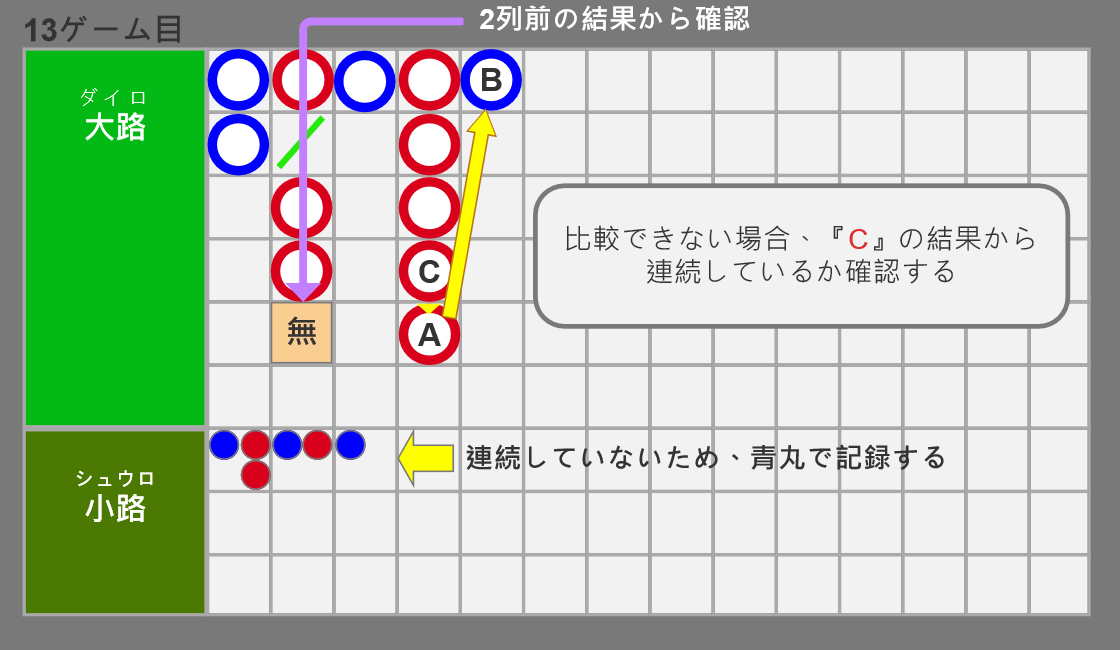 13ゲーム目
2列前の結果から確認
ダイロ
大路
B
C
A
無
比較できない場合、『C』の結果から
連続しているか確認する
シュウロ
小路
連続していないため、青丸で記録する